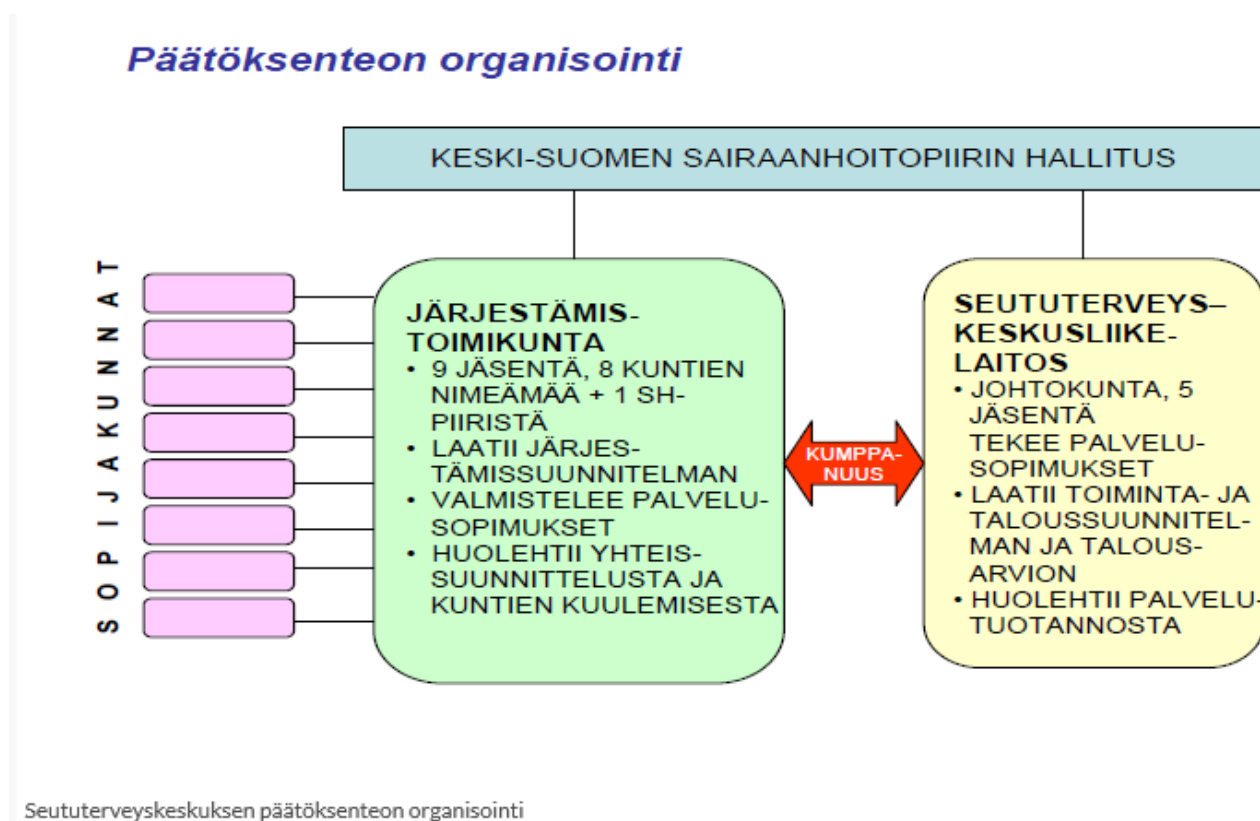 Päätöksenteon organisointi
KESKI-SUOMEN SAIRAANHOITOPIIRIN HALLITUS
SOPIJAKUNNAT
JÄRJESTÄMIS-
TOIMIKUNTA
• 9 JÄSENTÄ, 8 KUNTIEN
NIMEÄMÄÄ + 1 SH-
PIIRISTÄ
• LAATII JÄRJES-
TÄMISSUUNNITELMAN
• VALMISTELEE PALVELU-
SOPIMUKSET
• HUOLEHTII YHTEIS-
SUUNNITTELUSTA JA
KUNTIEN KUULEMISESTA
KUMPPA-
NUUS
SEUTUTERVEYS–
KESKUSLIIKE-
LAITOS
• JOHTOKUNTA, 5
JÄSENTÄ
TEKEE PALVELU-
SOPIMUKSET
• LAATII TOIMINTA- JA
TALOUSSUUNNITEL-
MAN JA TALOUS-
ARVION
• HUOLEHTII PALVELU-
TUOTANNOSTA
Seututerveyskeskuksen päätöksenteon organisointi